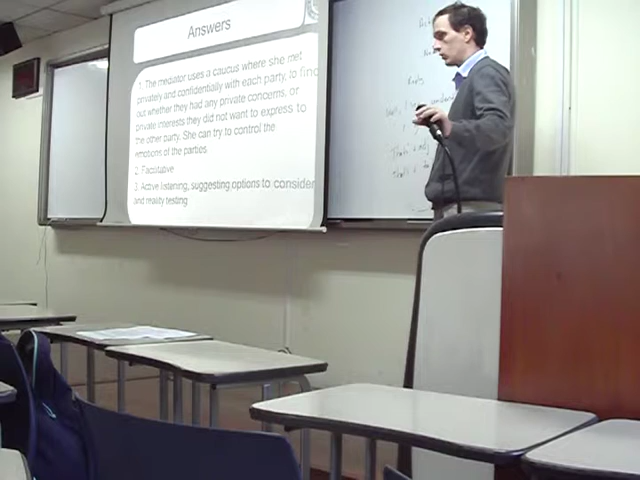 Answers
1. The mediator uses a caucus where she met
privately and confidentially with each party, to find
out whether they had any private concerns, or
private interests they did not want to express to
the other party. She can try to control the
emotions of the parties
2. Facilitative
3. Active listening, suggesting options to consider
and reality testing